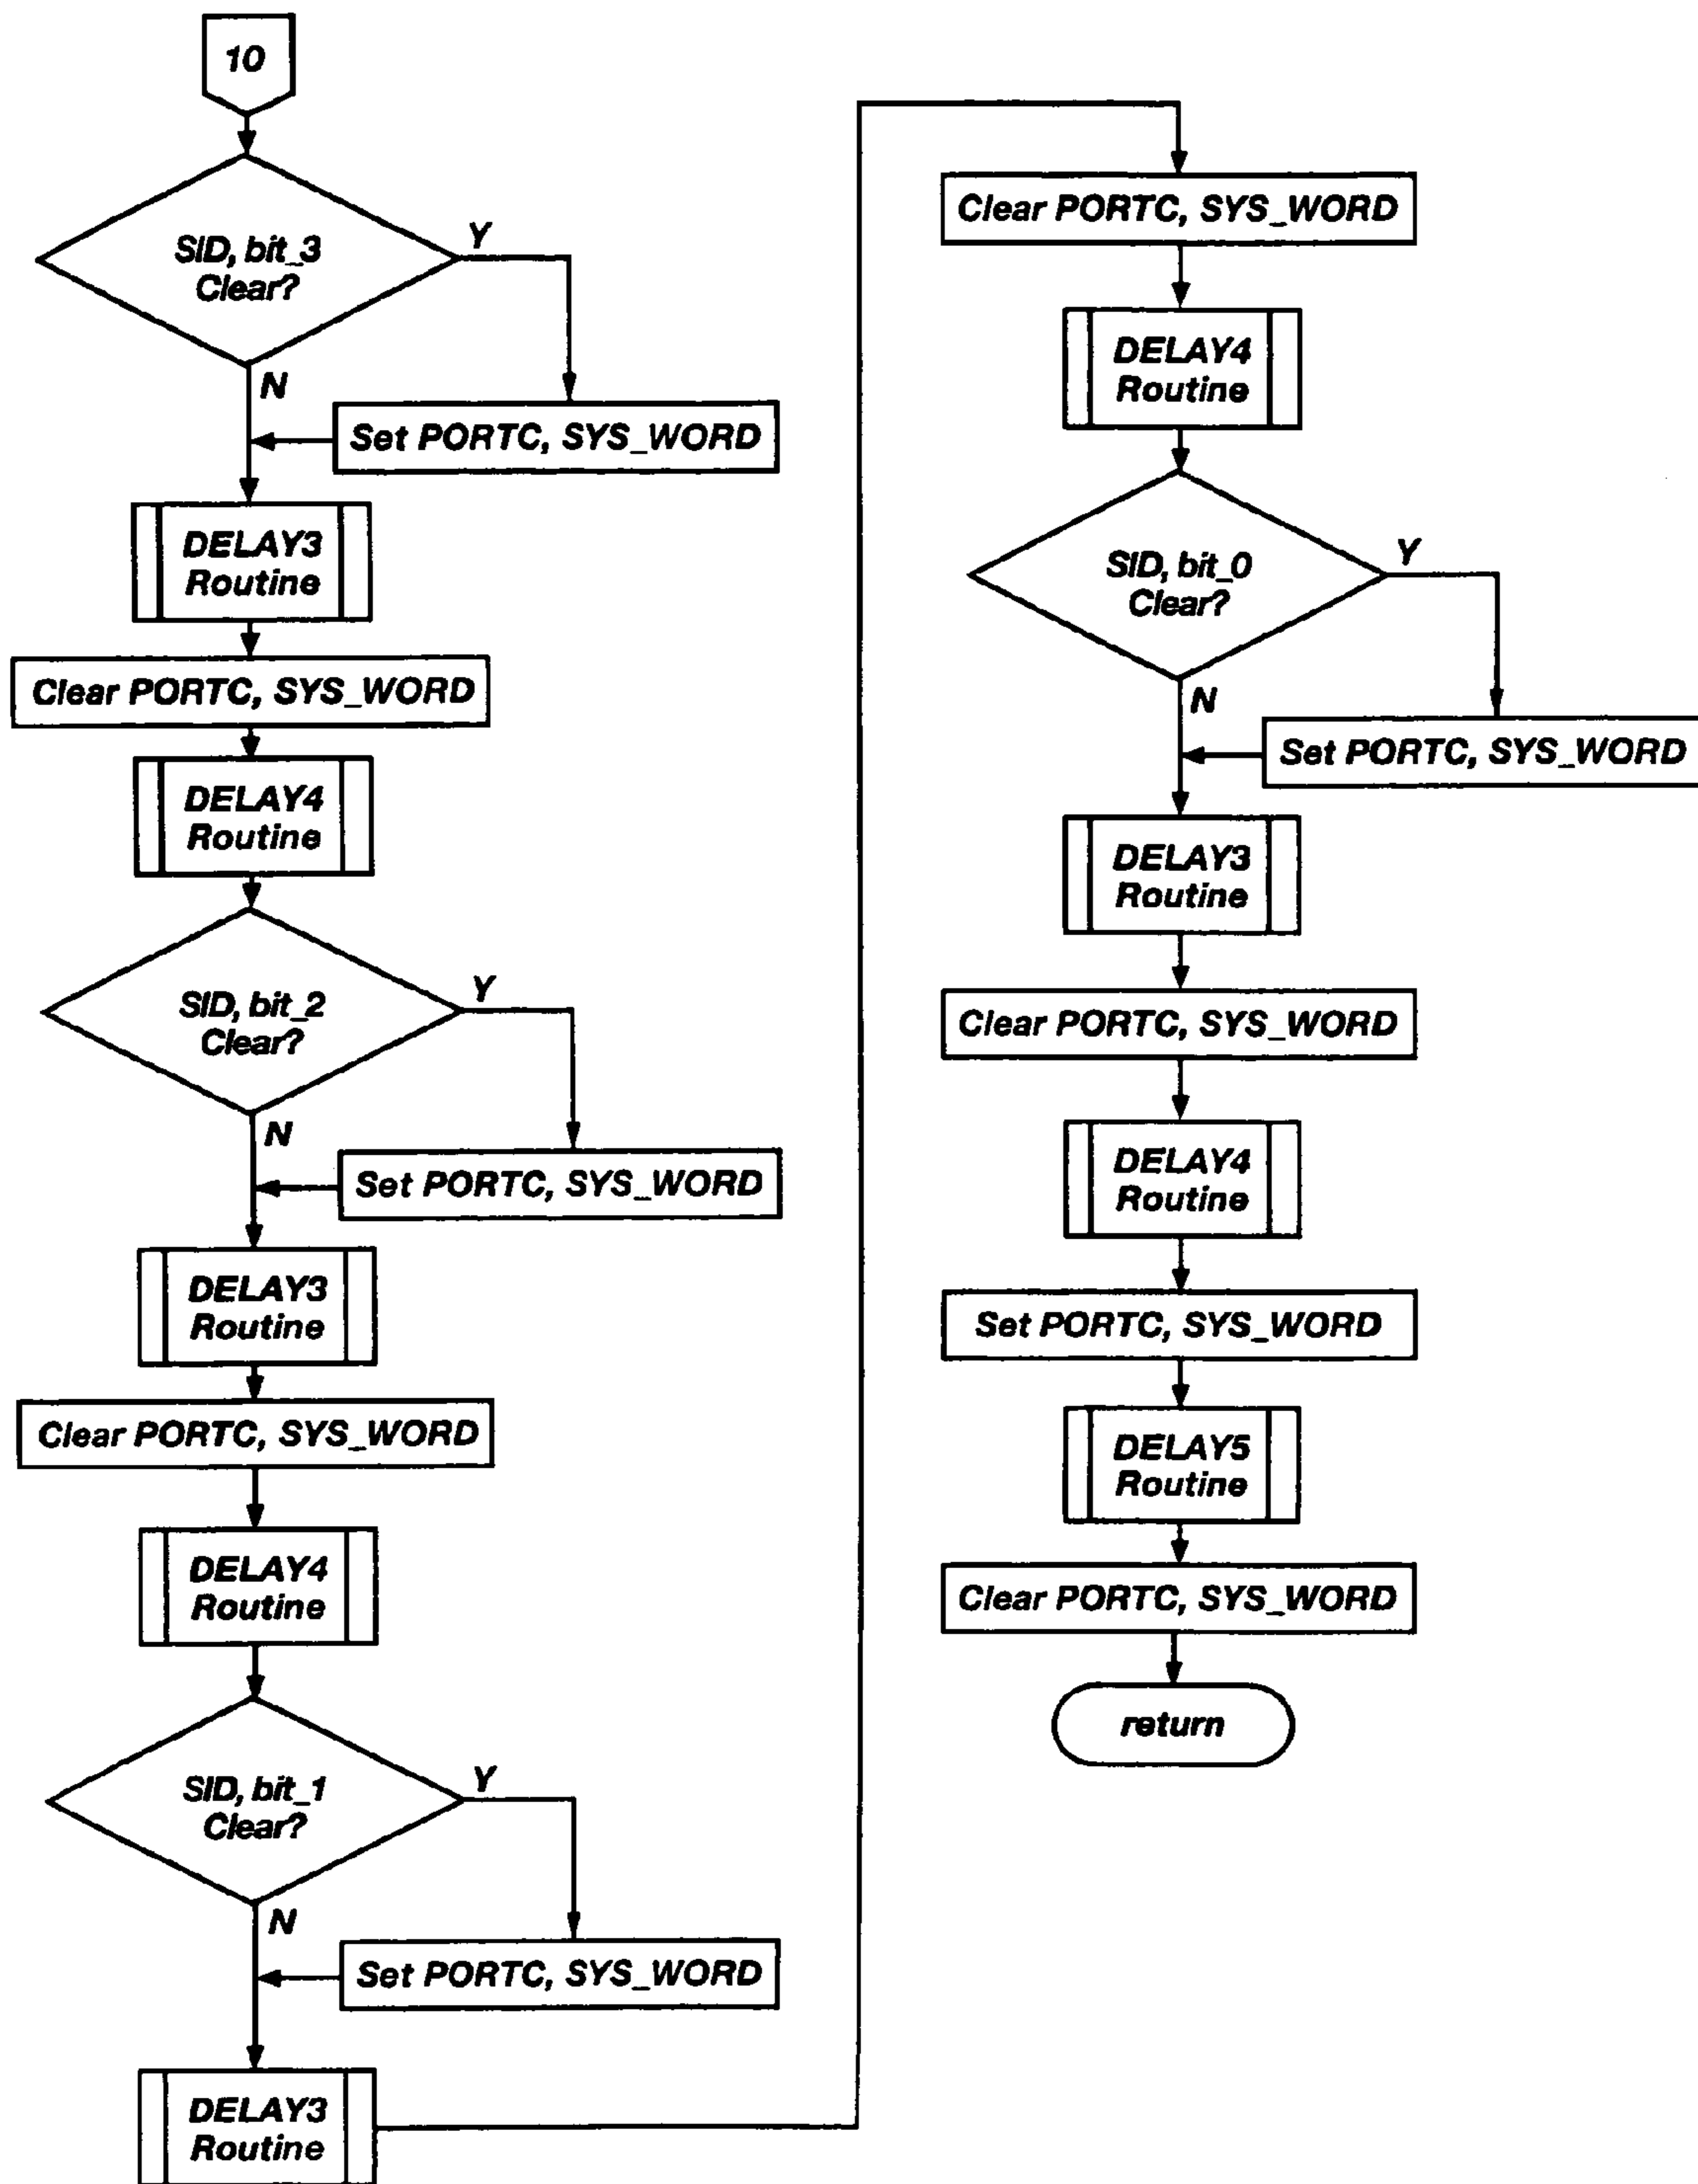 10
SID, bit_3
Clear?
Y
N
Set PORTC, SYS_WORD
DELAY3
Routine
Clear PORTC, SYS_WORD
DELAY4
Routine
SID, bit_2
Clear?
Y
N
Set PORTC, SYS_WORD
DELAY3
Routine
Clear PORTC, SYS_WORD
DELAY4
Routine
SID, bit_1
Clear?
Y
N
Set PORTC, SYS_WORD
DELAY3
Routine
Clear PORTC, SYS_WORD
DELAY4
Routine
SID, bit_0
Clear?
Y
N
Set PORTC, SYS_WORD
DELAY3
Routine
Clear PORTC, SYS_WORD
DELAY4
Routine
Set PORTC, SYS_WORD
DELAY5
Routine
Clear PORTC, SYS_WORD
return